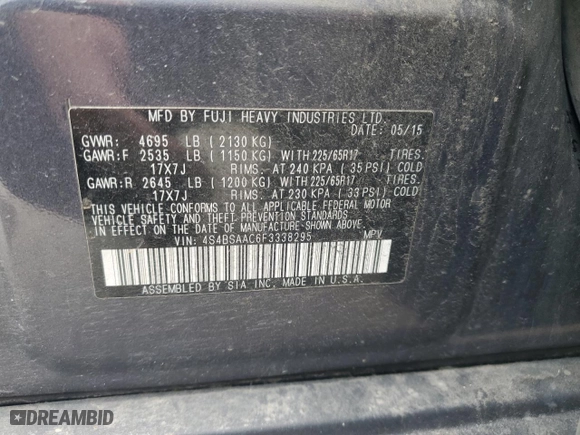 MFD BY FUJI HEAVY INDUSTRIES LTD.
DATE: 05/15
GVWR: 4695 LB (2130 KG)
GAWR:F 2535 LB (1150 KG) WITH 225/65R17 TIRES.
17X7J RIMS. AT 240 KPA (35 PSI) COLD
GAWR:R 2645 LB (1200 KG) WITH 225/65R17 TIRES.
17X7J RIMS. AT 230 KPA (33 PSI) COLD
THIS VEHICLE CONFORMS TO ALL APPLICABLE FEDERAL MOTOR
VEHICLE SAFETY AND THEFT PREVENTION STANDARDS
IN EFFECT ON THE DATE OF MANUFACTURE SHOWN ABOVE.
VIN: 4S4BSAAC6F3338295 MPV
ASSEMBLED BY SIA, INC. MADE IN U.S.A.
DREAMBID